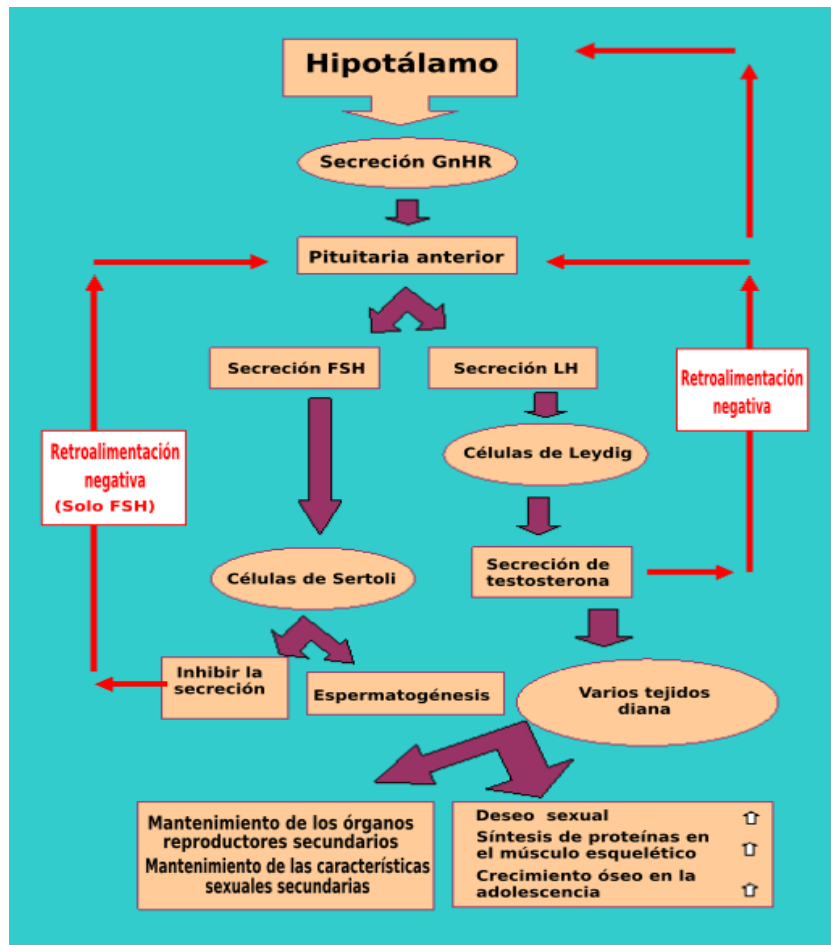 Hipotálamo
Secreción GnHR
Pituitaria anterior
Secreción FSH
Secreción LH
Retroalimentación
negativa
Retroalimentación
negativa
(Solo FSH)
Células de Leydig
Células de Sertoli
Secreción de
testosterona
Inhibir la
secreción
Espermatogénesis
Varios tejidos
diana
Mantenimiento de los órganos
reproductores secundarios
Mantenimiento de las características
sexuales secundarias
Deseo sexual
Síntesis de proteínas en
el músculo esquelético
Crecimiento óseo en la
adolescencia